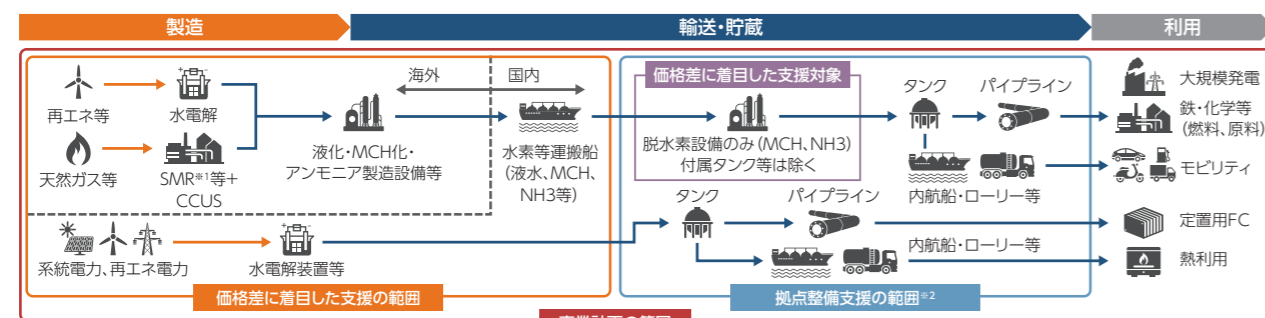 製造
輸送・貯蔵
利用
海外
国内
価格差に着目した支援対象
タンク
パイプライン
大規模発電
再エネ等
水電解
鉄・化学等
(燃料、原料)
液化・MCH化・
アンモニア製造設備等
水素等運搬船
(液水、MCH、
NH3等)
脱水素設備のみ(MCH、NH3)
付属タンク等は除く
天然ガス等
SMR※1等+
CCUS
内航船・ローリー等
モビリティ
タンク
パイプライン
定置用FC
系統電力、再エネ電力
水電解装置等
内航船・ローリー等
熱利用
価格差に着目した支援の範囲
拠点整備支援の範囲※2